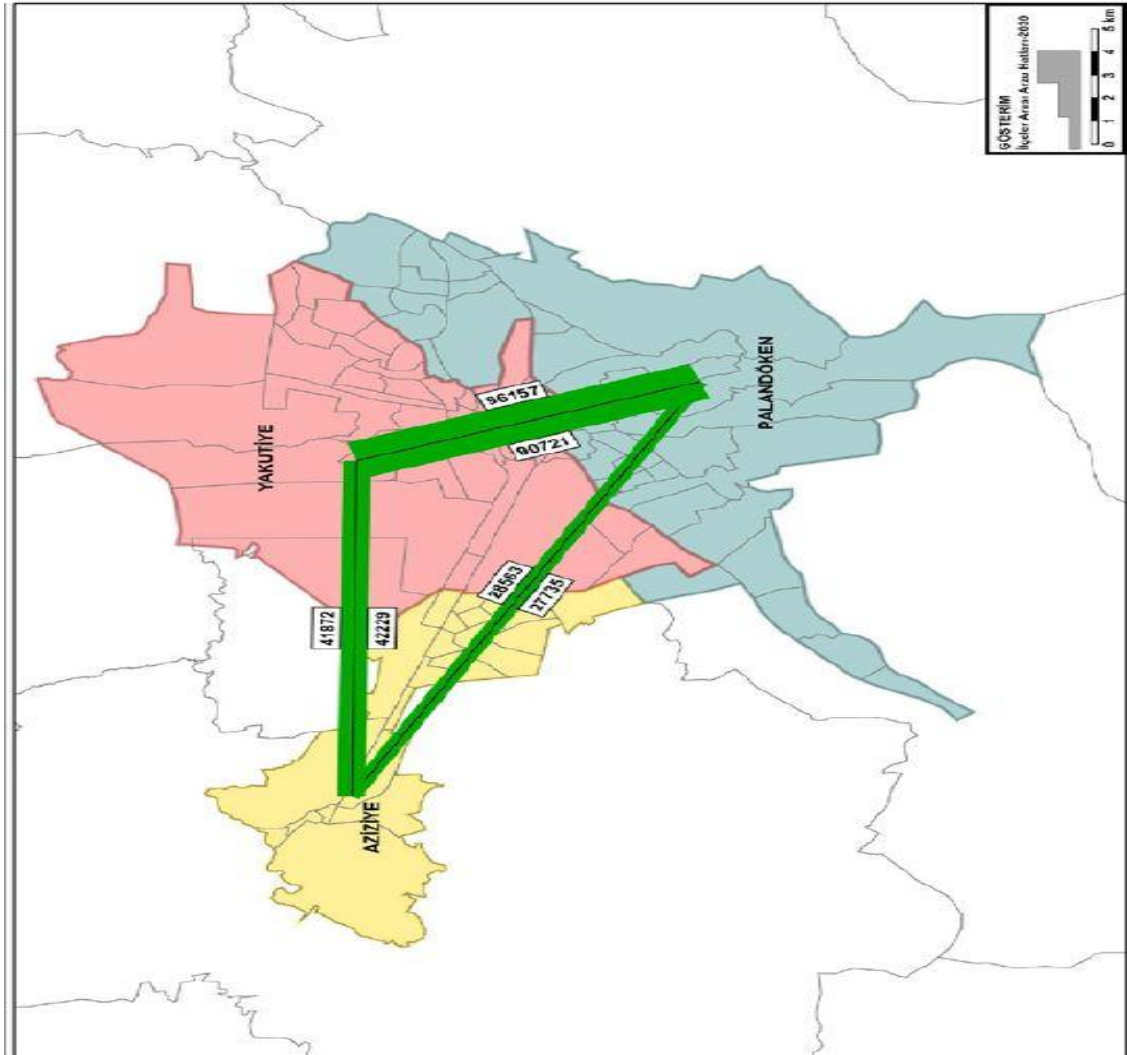 YAKUTİYE
96157
90721
PALANDÖKEN
41872
42229
28563
27735
AZİZİYE
GÖSTERİM
İlçeler Arası Arzu Hatları-2030
0 1 2 3 4 5 km